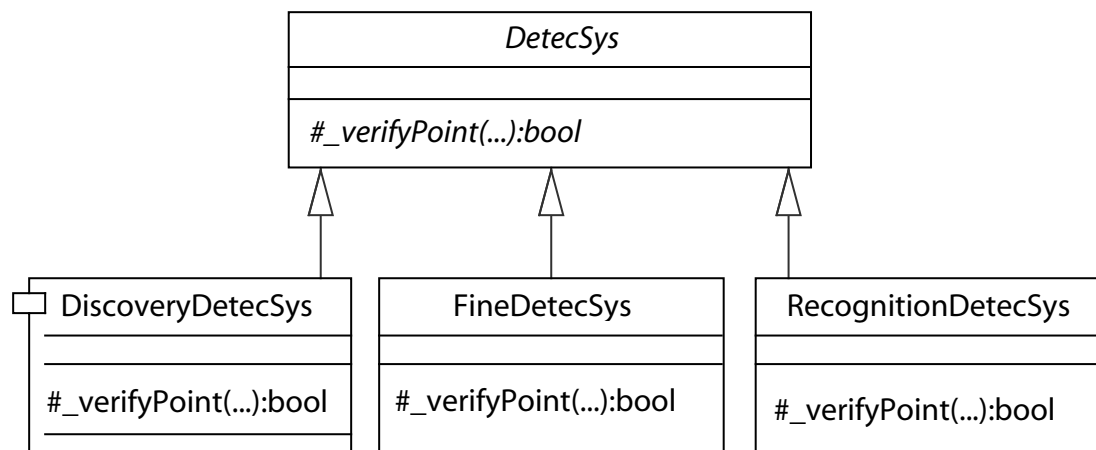 DetecSys
#_verifyPoint(...):bool
DiscoveryDetecSys
#_verifyPoint(...):bool
FineDetecSys
#_verifyPoint(...):bool
RecognitionDetecSys
#_verifyPoint(...):bool